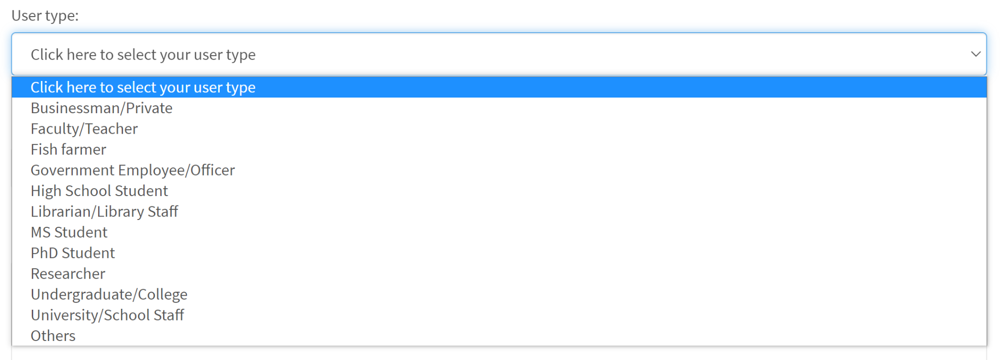 User type:
Click here to select your user type
Click here to select your user type
Businessman/Private
Faculty/Teacher
Fish farmer
Government Employee/Officer
High School Student
Librarian/Library Staff
MS Student
PhD Student
Researcher
Undergraduate/College
University/School Staff
Others